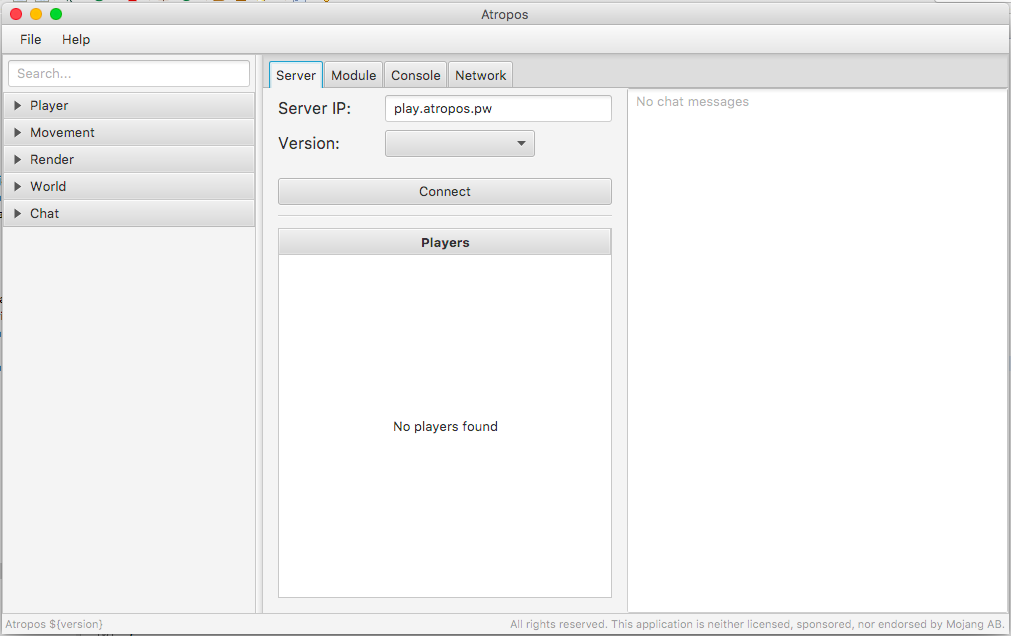 Atropos
File Help
Search...
Player
Movement
Render
World
Chat
Server Module Console Network
Server IP: play.atropos.pw
Version:
Connect
Players
No players found
No chat messages
Atropos ${version}
All rights reserved. This application is neither licensed, sponsored, nor endorsed by Mojang AB.